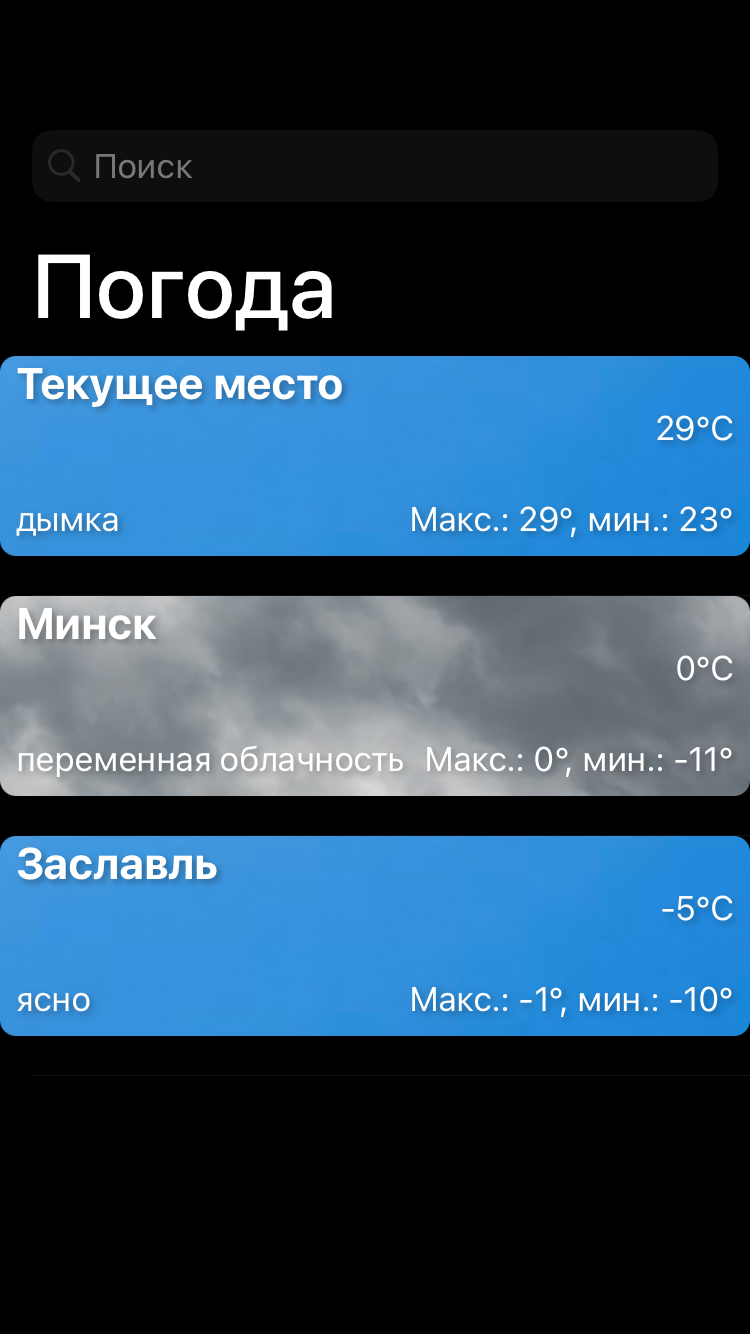 Поиск
Погода
Текущее место
29°C
дымка
Макс.: 29°, мин.: 23°
Минск
0°C
переменная облачность
Макс.: 0°, мин.: -11°
Заславль
-5°C
ясно
Макс.: -1°, мин.: -10°